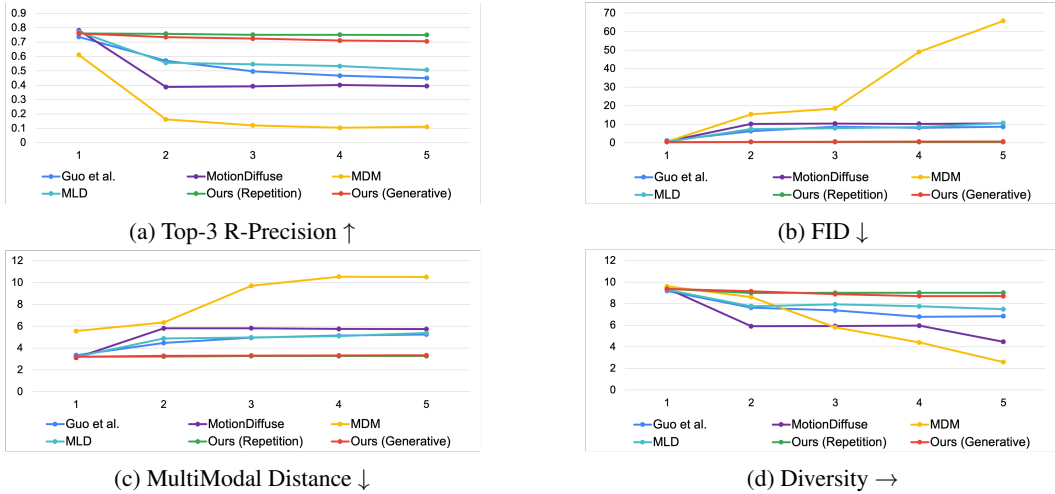 0.9
0.8
0.7
0.6
0.5
0.4
0.3
0.2
0.1
0
1 2 3 4 5
Guo et al. MotionDiffuse MDM
MLD Ours (Repetition) Ours (Generative)
(a) Top-3 R-Precision ↑
70
60
50
40
30
20
10
0
1 2 3 4 5
Guo et al. MotionDiffuse MDM
MLD Ours (Repetition) Ours (Generative)
(b) FID ↓
12
10
8
6
4
2
0
1 2 3 4 5
Guo et al. MotionDiffuse MDM
MLD Ours (Repetition) Ours (Generative)
(c) MultiModal Distance ↓
12
10
8
6
4
2
0
1 2 3 4 5
Guo et al. MotionDiffuse MDM
MLD Ours (Repetition) Ours (Generative)
(d) Diversity →